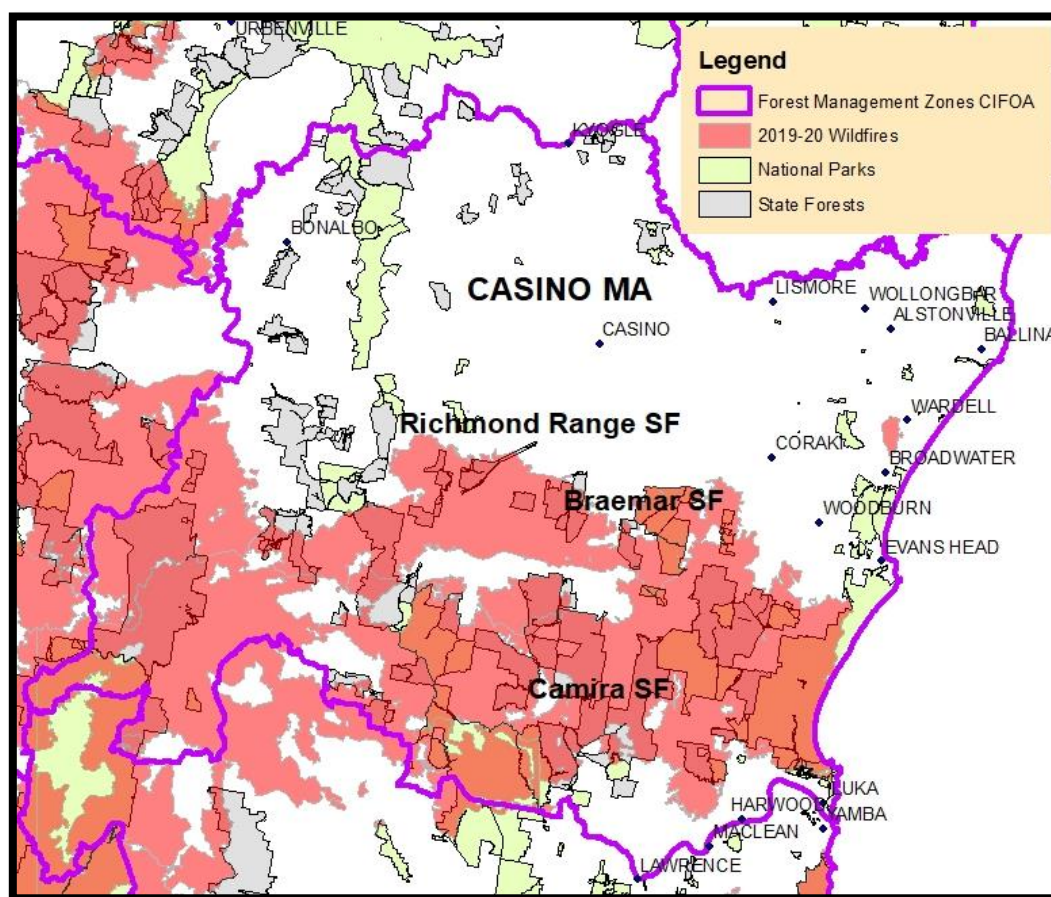 URBENVILLE
Legend
Forest Management Zones CIFOA
2019-20 Wildfires
National Parks
State Forests
KYOGLE
BONALBO
CASINO MA
LISMORE
WOLLONGBAR
ALSTONVILLE
CASINO
BALLINA
WARDELL
Richmond Range SF
CORAKI
BROADWATER
Braemar SF
WOODBURN
EVANS HEAD
Camira SF
ILUKA
HARWOOD
YAMBA
MACLEAN
LAWRENCE